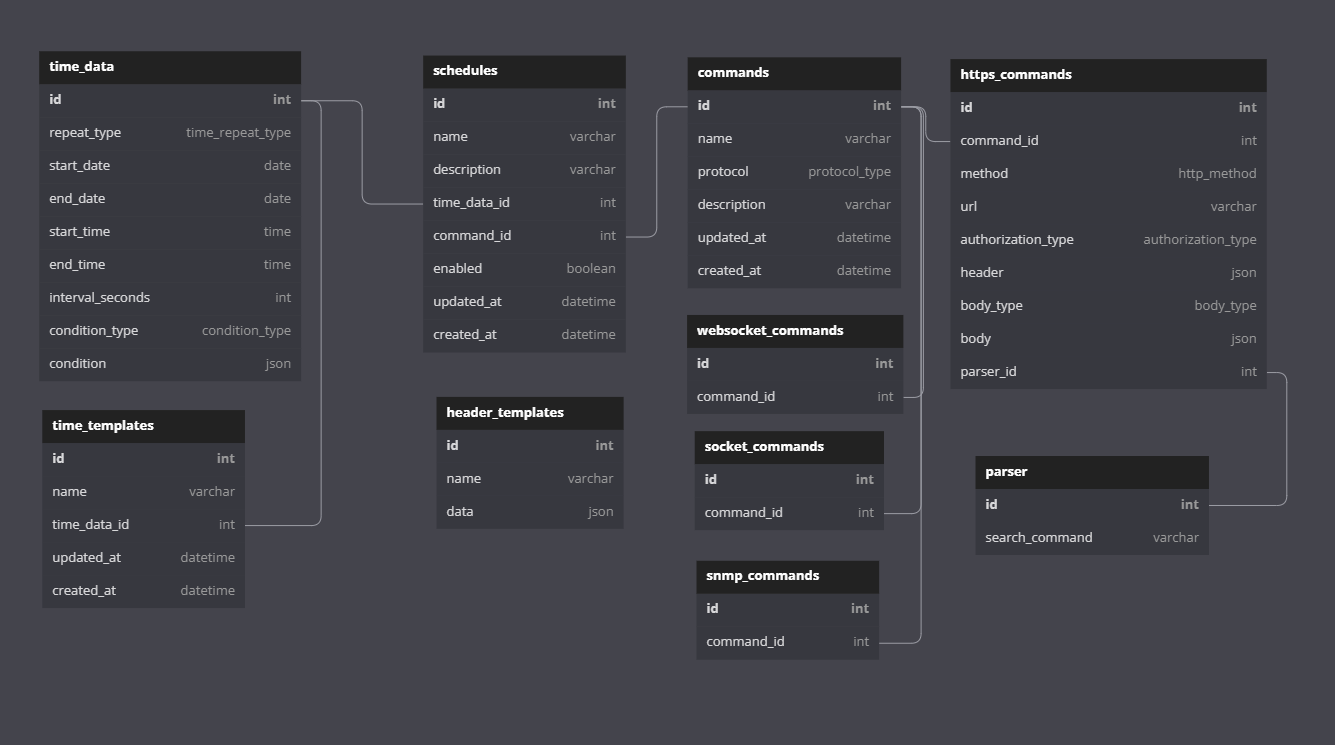 time_data
id int
repeat_type time_repeat_type
start_date date
end_date date
start_time time
end_time time
interval_seconds int
condition_type condition_type
condition json
time_templates
id int
name varchar
time_data_id int
updated_at datetime
created_at datetime
schedules
id int
name varchar
description varchar
time_data_id int
command_id int
enabled boolean
updated_at datetime
created_at datetime
header_templates
id int
name varchar
data json
commands
id int
name varchar
protocol protocol_type
description varchar
updated_at datetime
created_at datetime
websocket_commands
id int
command_id int
socket_commands
id int
command_id int
snmp_commands
id int
command_id int
https_commands
id int
command_id int
method http_method
url varchar
authorization_type authorization_type
header json
body_type body_type
body json
parser_id int
parser
id int
search_command varchar